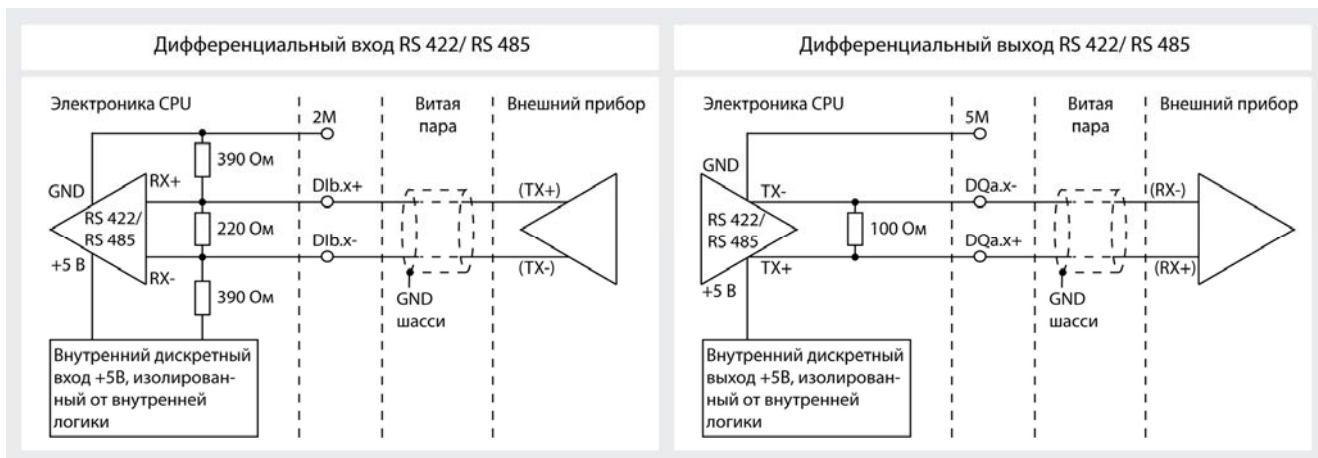 Дифференциальный вход RS 422/ RS 485
Электроника CPU
Витая
пара
Внешний прибор
2M
390 Ом
GND
RX+
DIb.x+
(TX+)
RS 422/
RS 485
220 Ом
DIb.x-
+5 В
RX-
(TX-)
390 Ом
GND
шасси
Внутренний дискретный
вход +5В, изолирован-
ный от внутренней
логики
Дифференциальный выход RS 422/ RS 485
Электроника CPU
Витая
пара
Внешний прибор
5M
GND
TX-
DQa.x-
(RX-)
RS 422/
RS 485
100 Ом
DQa.x+
TX+
(RX+)
+5 В
GND
шасси
Внутренний дискретный
выход +5В, изолирован-
ный от внутренней
логики